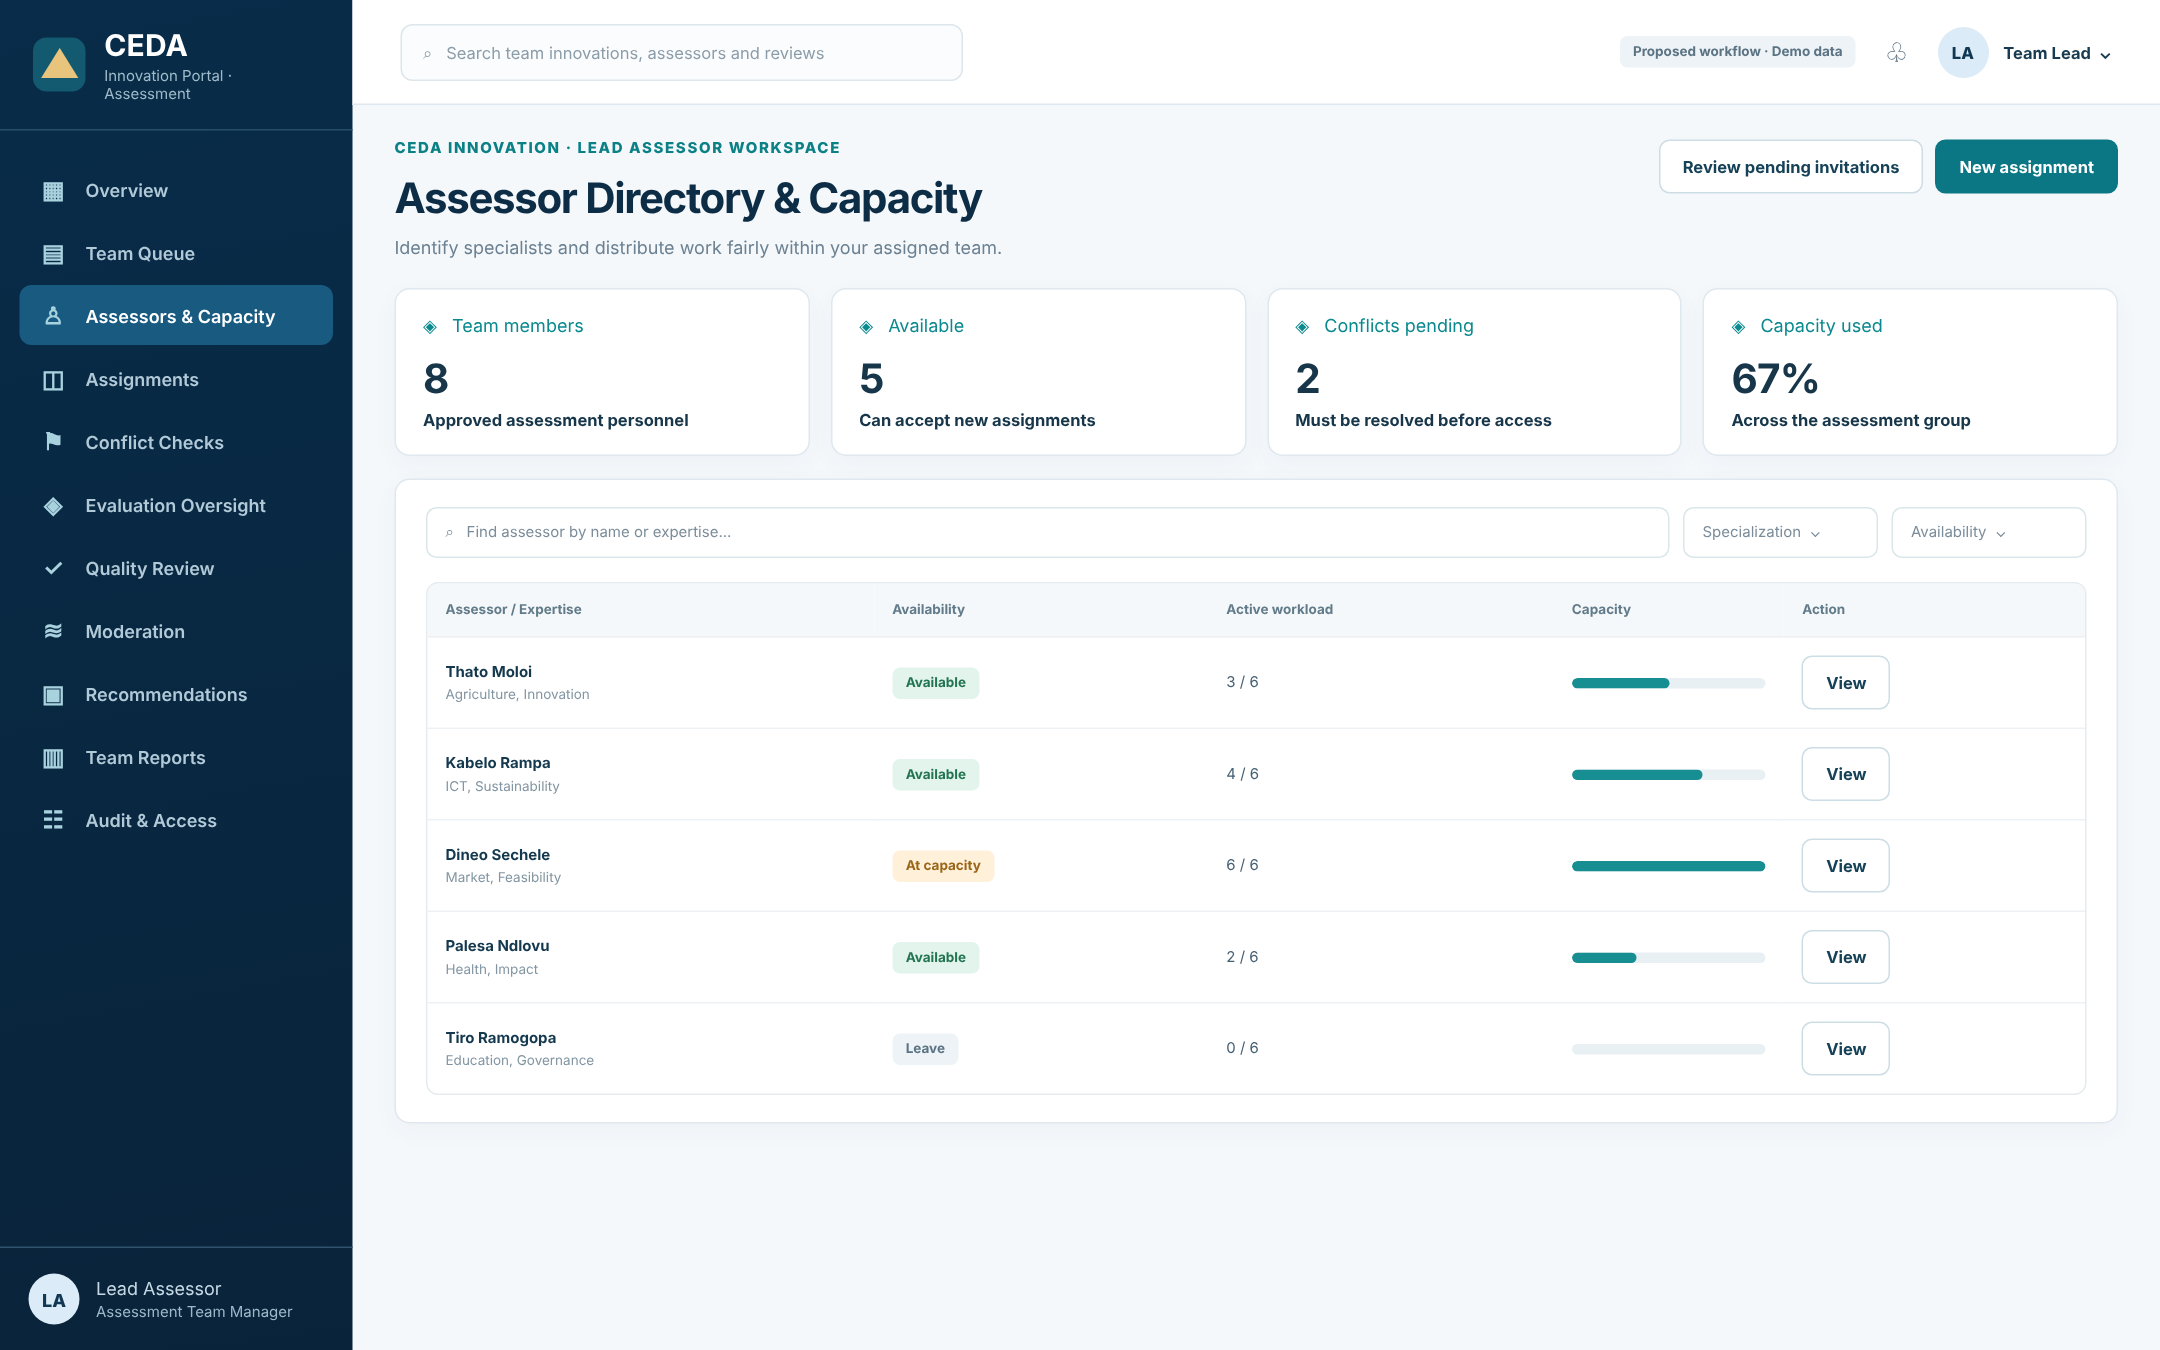 CEDA
Innovation Portal ·
Assessment
Overview
Team Queue
Assessors & Capacity
Assignments
Conflict Checks
Evaluation Oversight
Quality Review
Moderation
Recommendations
Team Reports
Audit & Access
LA
Lead Assessor
Assessment Team Manager
Search team innovations, assessors and reviews
Proposed workflow · Demo data
LA
Team Lead
CEDA INNOVATION · LEAD ASSESSOR WORKSPACE
Assessor Directory & Capacity
Identify specialists and distribute work fairly within your assigned team.
Review pending invitations
New assignment
Team members
8
Approved assessment personnel
Available
5
Can accept new assignments
Conflicts pending
2
Must be resolved before access
Capacity used
67%
Across the assessment group
Find assessor by name or expertise...
Specialization
Availability
Assessor / Expertise Availability Active workload Capacity Action
Thato Moloi
Agriculture, Innovation
Available
3 / 6
View
Kabelo Rampa
ICT, Sustainability
Available
4 / 6
View
Dineo Sechele
Market, Feasibility
At capacity
6 / 6
View
Palesa Ndlovu
Health, Impact
Available
2 / 6
View
Tiro Ramogopa
Education, Governance
Leave
0 / 6
View